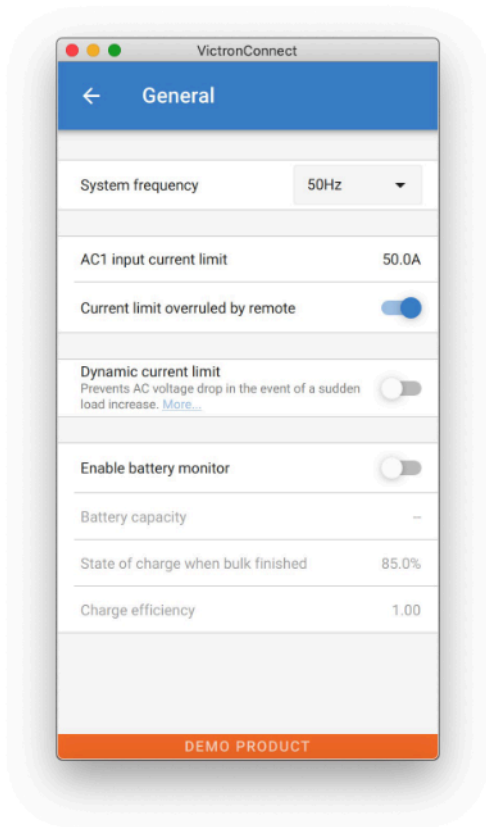 VictronConnect
General
System frequency 50Hz
AC1 input current limit 50.0A
Current limit overruled by remote
Dynamic current limit
Prevents AC voltage drop in the event of a sudden
load increase. More...
Enable battery monitor
Battery capacity --
State of charge when bulk finished 85.0%
Charge efficiency 1.00
DEMO PRODUCT